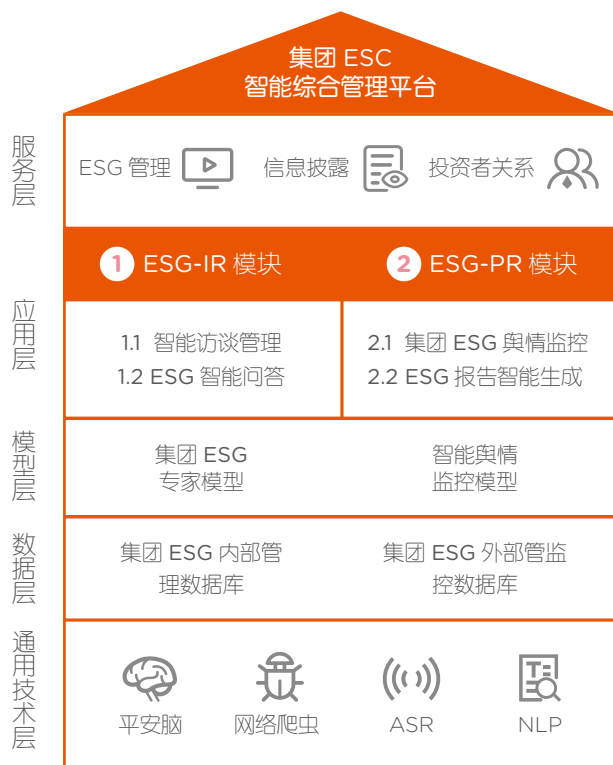 集团 ESC
智能综合管理平台
服务层
ESG 管理
信息披露
投资者关系
1 ESG-IR 模块
2 ESG-PR 模块
应用层
1.1 智能访谈管理
1.2 ESG 智能问答
2.1 集团 ESG 舆情监控
2.2 ESG 报告智能生成
模型层
集团 ESG
专家模型
智能舆情
监控模型
数据层
集团 ESG 内部管
理数据库
集团 ESG 外部管监
控数据库
通用技术层
平安脑
网络爬虫
ASR
NLP